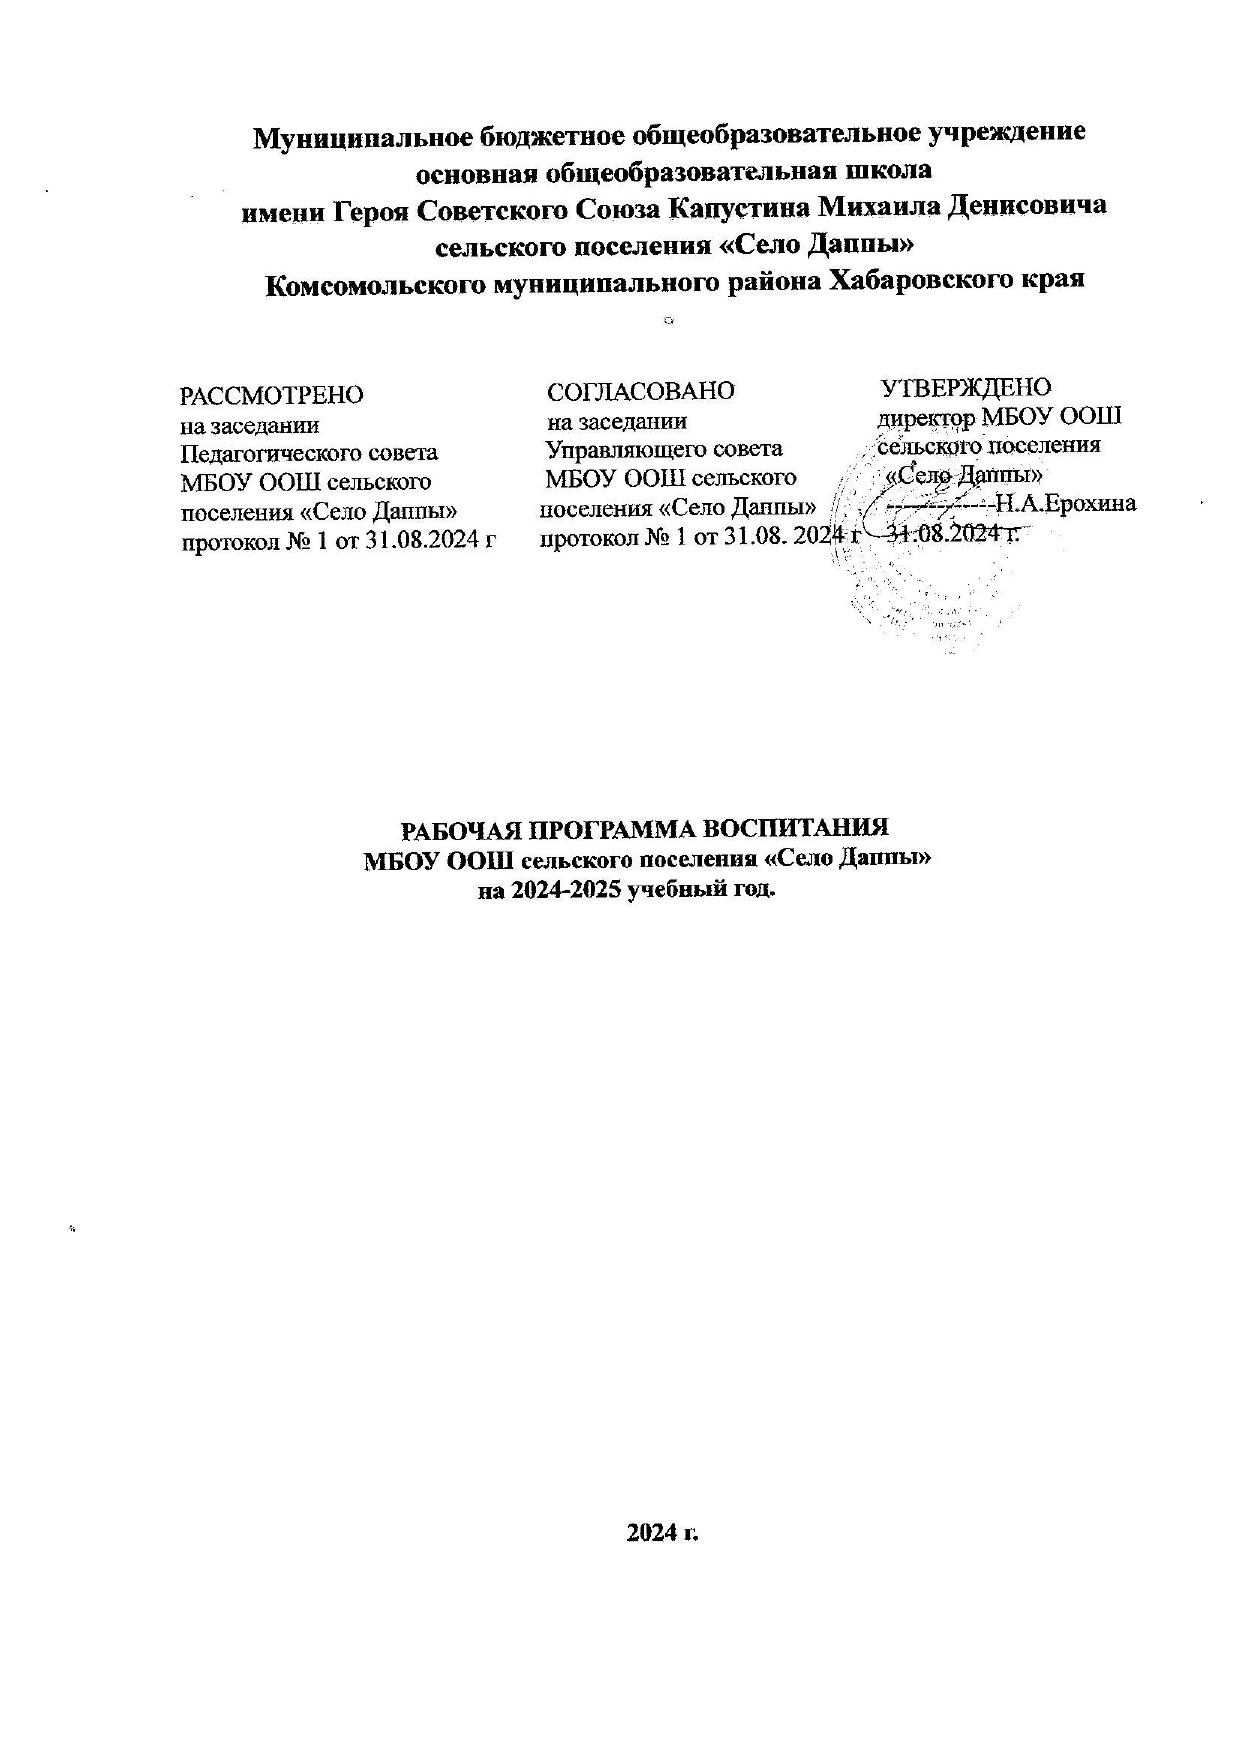 Муниципальное бюджетное общеобразовательное учреждение
основная общеобразовательная школа
имени Героя Советского Союза Капустина Михаила Денисовича
сельского поселения «Село Даппы»
Комсомольского муниципального района Хабаровского края
РАССМОТРЕНО
на заседании
Педагогического совета
МБОУ ООШ сельского
поселения «Село Даппы»
протокол № 1 от 31.08.2024 г
СОГЛАСОВАНО
на заседании
Управляющего совета
МБОУ ООШ сельского
поселения «Село Даппы»
протокол № 1 от 31.08. 2024 г
УТВЕРЖДЕНО
директор МБОУ ООШ
сельского поселения
«Село Даппы»
-----------Н.А.Ерохина
31.08.2024 г.
РАБОЧАЯ ПРОГРАММА ВОСПИТАНИЯ
МБОУ ООШ сельского поселения «Село Даппы»
на 2024-2025 учебный год.
2024 г.